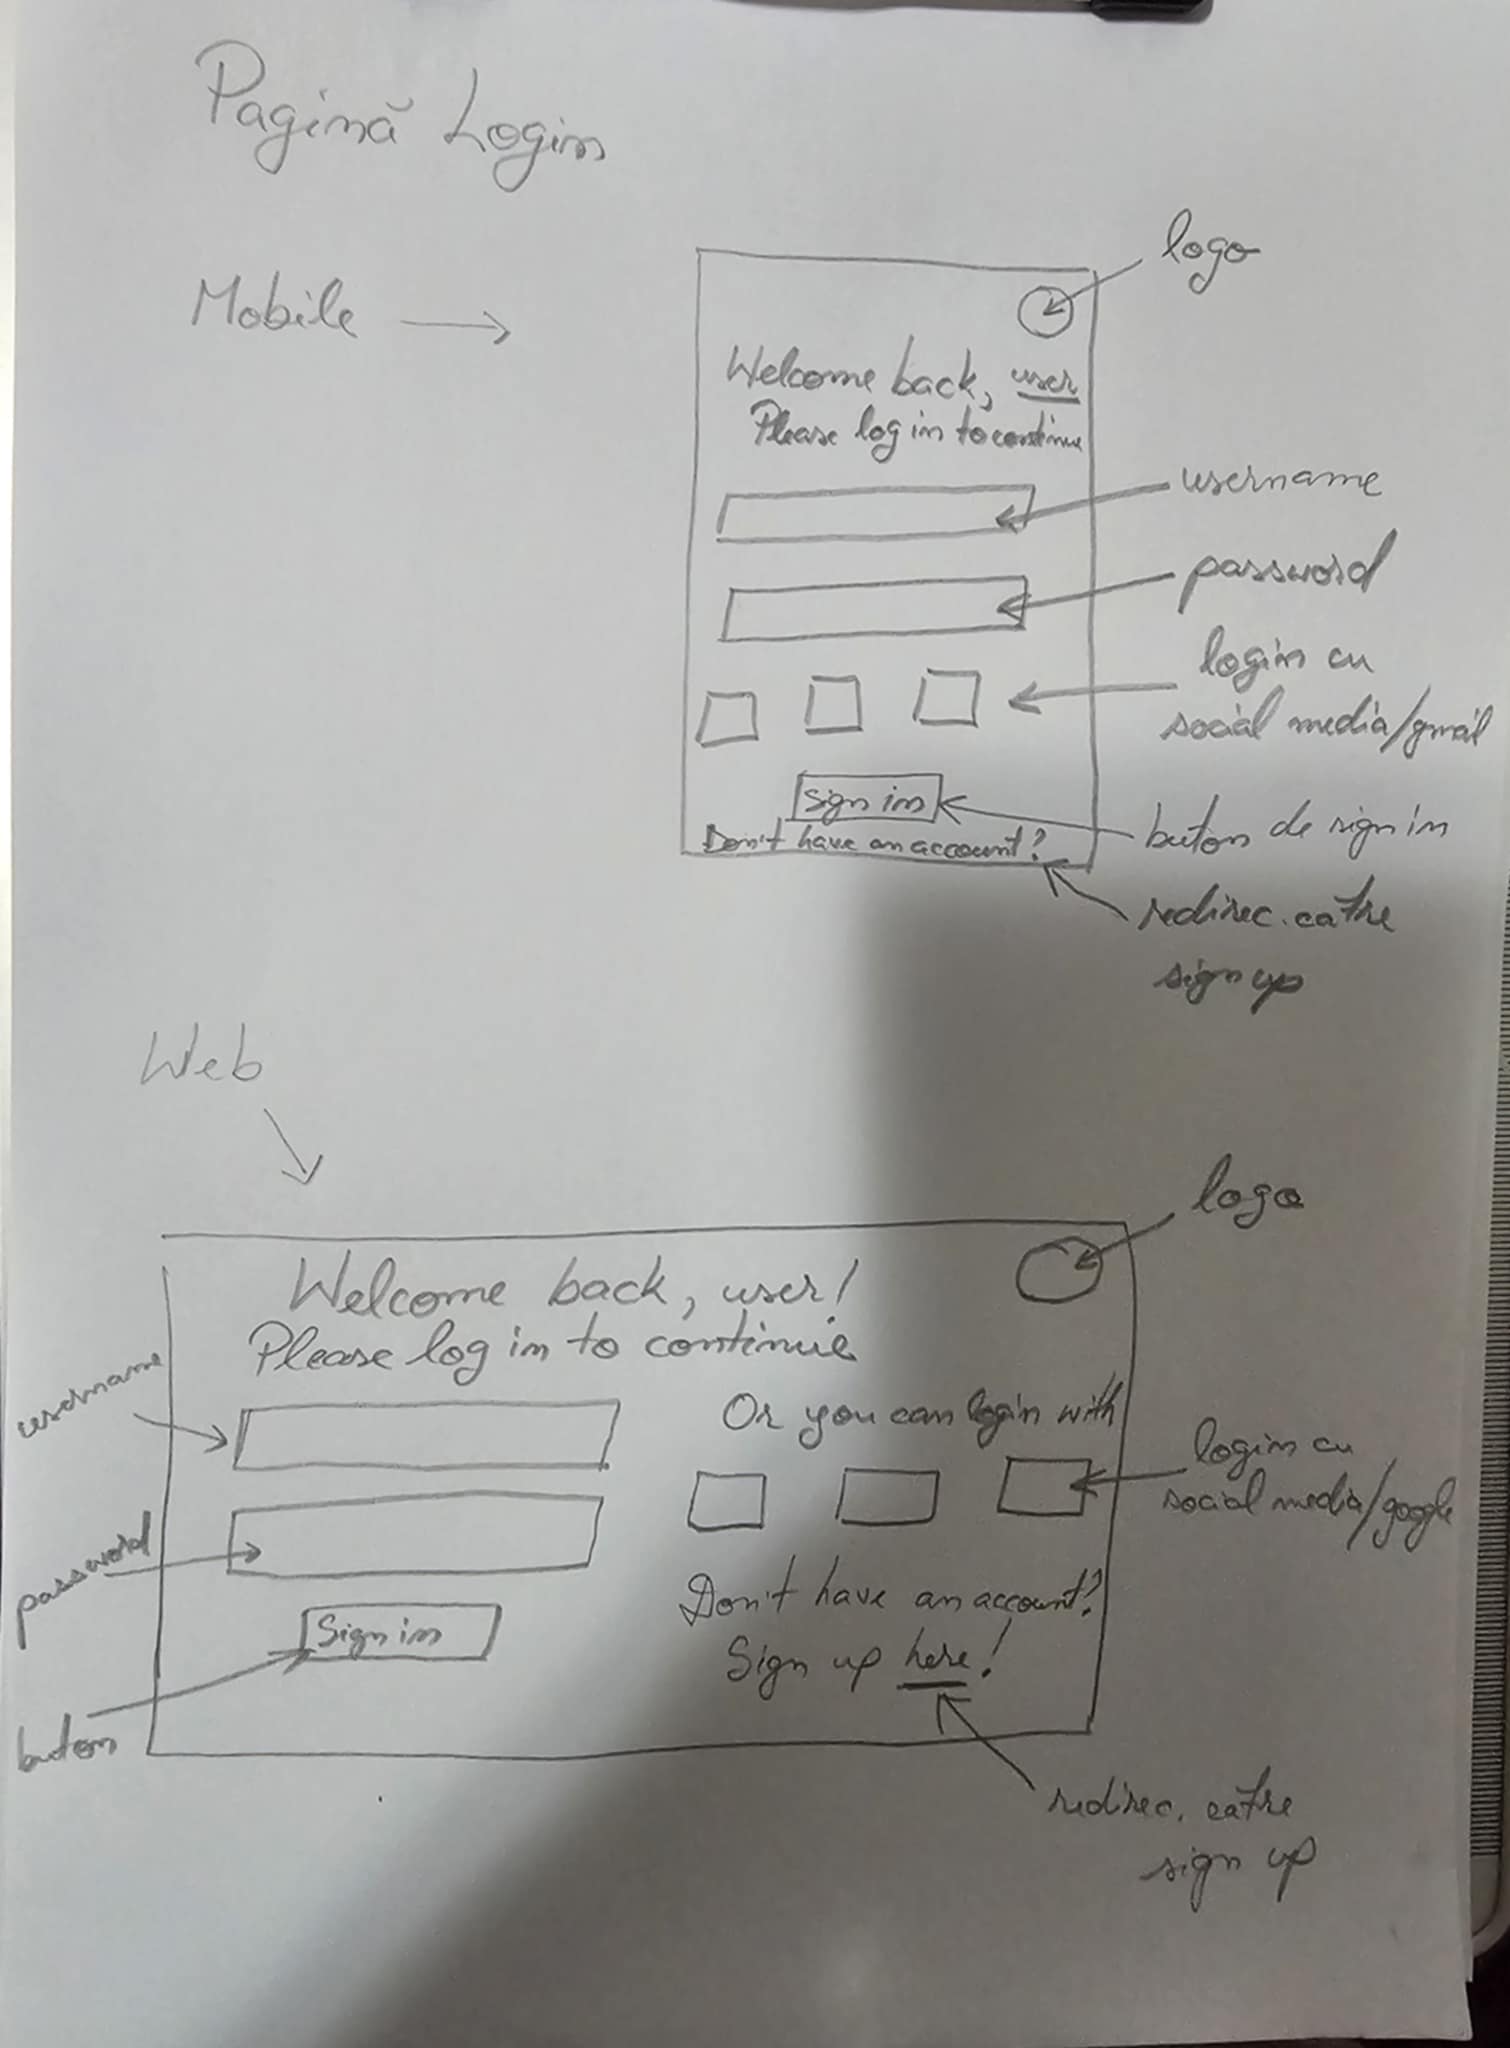 Pagină Login
Mobile
logo
Welcome back, user
Please log in to continue
username
password
login cu
social media/gmail
Sign in
buton de sign in
Don't have an account?
redirec. catre
sign up
Web
logo
Welcome back, user!
Please log in to continue
username
Or you can login with
login cu
social media/google
password
Don't have an account?
Sign in
Sign up here!
buton
redirec. catre
sign up